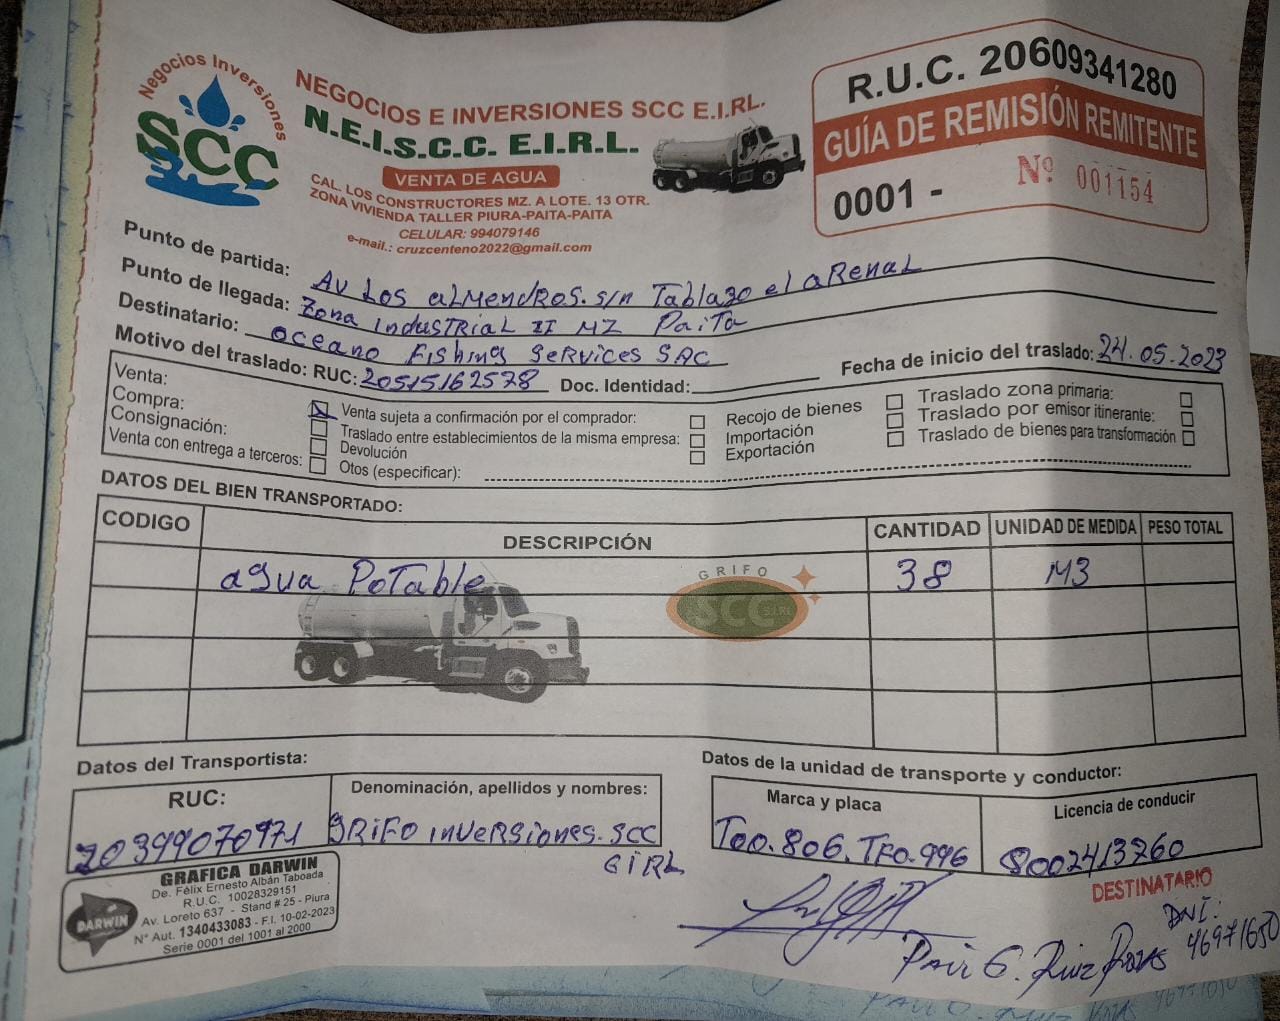 Negocios Inversiones
SCC
NEGOCIOS E INVERSIONES SCC E.I.RL.
N.E.I.S.C.C. E.I.R.L.
VENTA DE AGUA
CAL. LOS CONSTRUCTORES MZ. A LOTE. 13 OTR.
ZONA VIVIENDA TALLER PIURA-PAITA-PAITA
CELULAR: 994079146
e-mail.: cruzcenteno2022@gmail.com
R.U.C. 20609341280
GUÍA DE REMISIÓN REMITENTE
0001 - Nº 001154
Punto de partida: AV Los aLMendROS. s/n Tablazo el aRenaL
Punto de llegada: Zona IndustRiaL II MZ PaiTa
Destinatario: oceano Fishing SeRvices SAC
Motivo del traslado: RUC: 20515162578 Doc. Identidad: Fecha de inicio del traslado: 24.05.2023
Venta: Venta sujeta a confirmación por el comprador: Recojo de bienes Traslado zona primaria:
Compra: Traslado entre establecimientos de la misma empresa: Importación Traslado por emisor itinerante:
Consignación: Devolución Exportación Traslado de bienes para transformación
Venta con entrega a terceros: Otos (especificar):
DATOS DEL BIEN TRANSPORTADO:
CODIGO DESCRIPCIÓN CANTIDAD UNIDAD DE MEDIDA PESO TOTAL
agua PoTable 38 M3
GRIFO
SCC E.I.RL
Datos del Transportista:
RUC: Denominación, apellidos y nombres:
20399070971 GRiFO inveRsiones. SCC
EIRL
Datos de la unidad de transporte y conductor:
Marca y placa Licencia de conducir
T00.806. TF0.996 B002413760
GRAFICA DARWIN
De. Félix Ernesto Albán Taboada
R.U.C. 10028329151
Av. Loreto 637 - Stand # 25 - Piura
N° Aut. 1340433083 - F.I. 10-02-2023
Serie 0001 del 1001 al 2000
DARWIN
DESTINATARIO
DNI:
Pair G. Ruiz 46971650